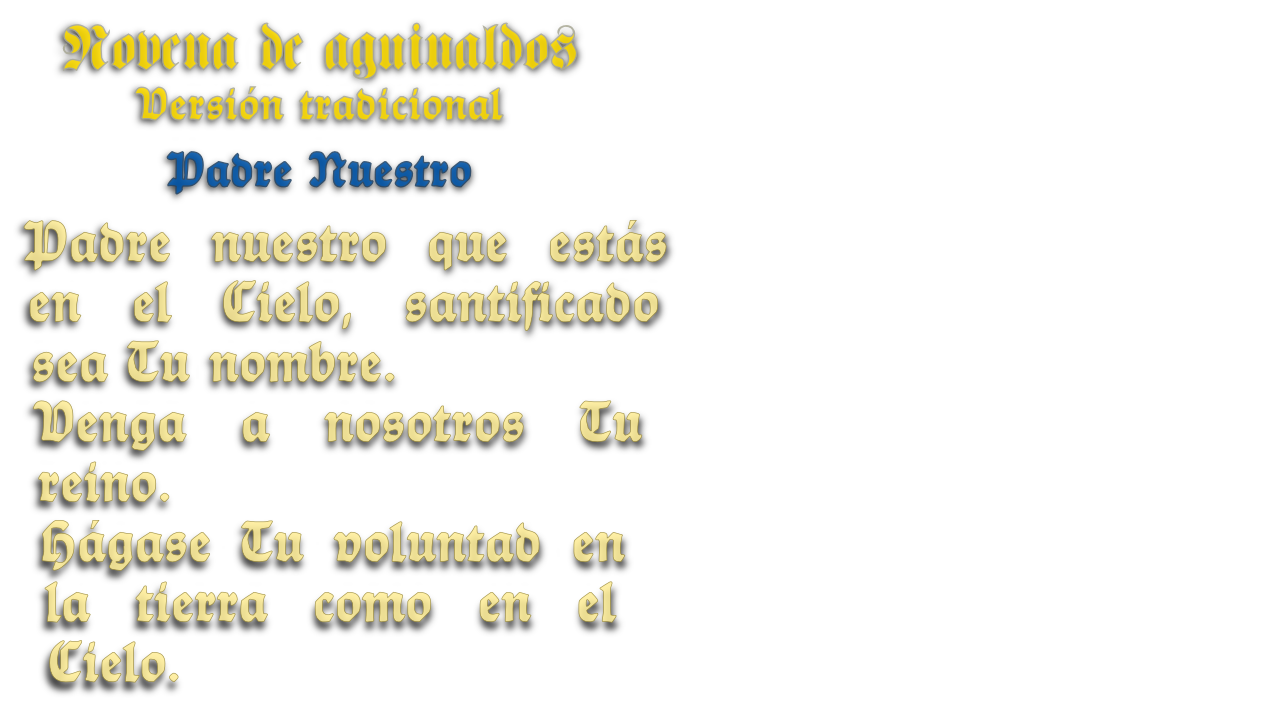 Novena de aguinaldos
Versión tradicional
Padre Nuestro
Padre nuestro que estás
en el Cielo, santificado
sea Tu nombre.
Venga a nosotros Tu
reino.
Hágase Tu voluntad en
la tierra como en el
Cielo.